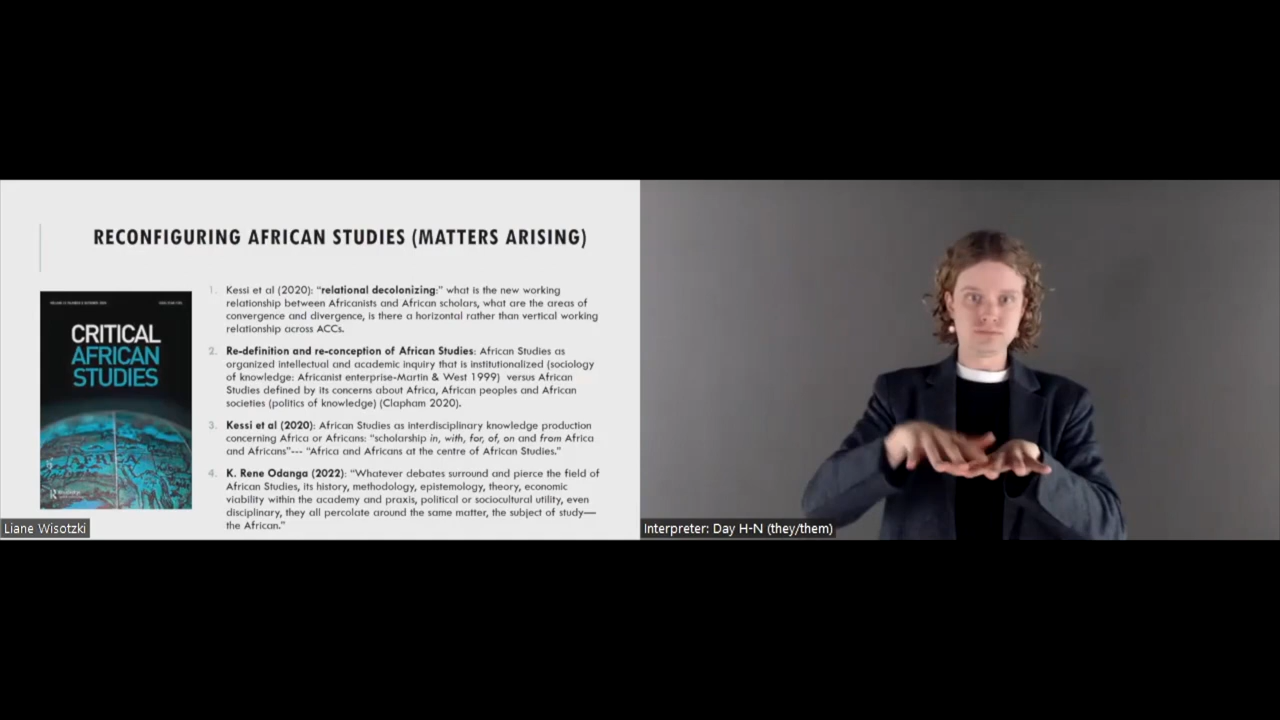 RECONFIGURING AFRICAN STUDIES (MATTERS ARISING)
CRITICAL
AFRICAN
STUDIES
1. Kessi et al (2020): “relational decolonizing:” what is the new working
relationship between Africanists and African scholars, what are the areas of
convergence and divergence, is there a horizontal rather than vertical working
relationship across ACCs.
2. Re-definition and re-conception of African Studies: African Studies as
organized intellectual and academic inquiry that is institutionalized (sociology
of knowledge: Africanist enterprise-Martin & West 1999) versus African
Studies defined by its concerns about Africa, African peoples and African
societies (politics of knowledge) (Clapham 2020).
3. Kessi et al (2020): African Studies as interdisciplinary knowledge production
concerning Africa or Africans: “scholarship in, with, for, of, on and from Africa
and Africans”--- “Africa and Africans at the centre of African Studies.”
4. K. Rene Odanga (2022): “Whatever debates surround and pierce the field of
African Studies, its history, methodology, epistemology, theory, economic
viability within the academy and praxis, political or sociocultural utility, even
disciplinary, they all percolate around the same matter, the subject of study—
the African.”
Liane Wisotzki
Interpreter: Day H-N (they/them)